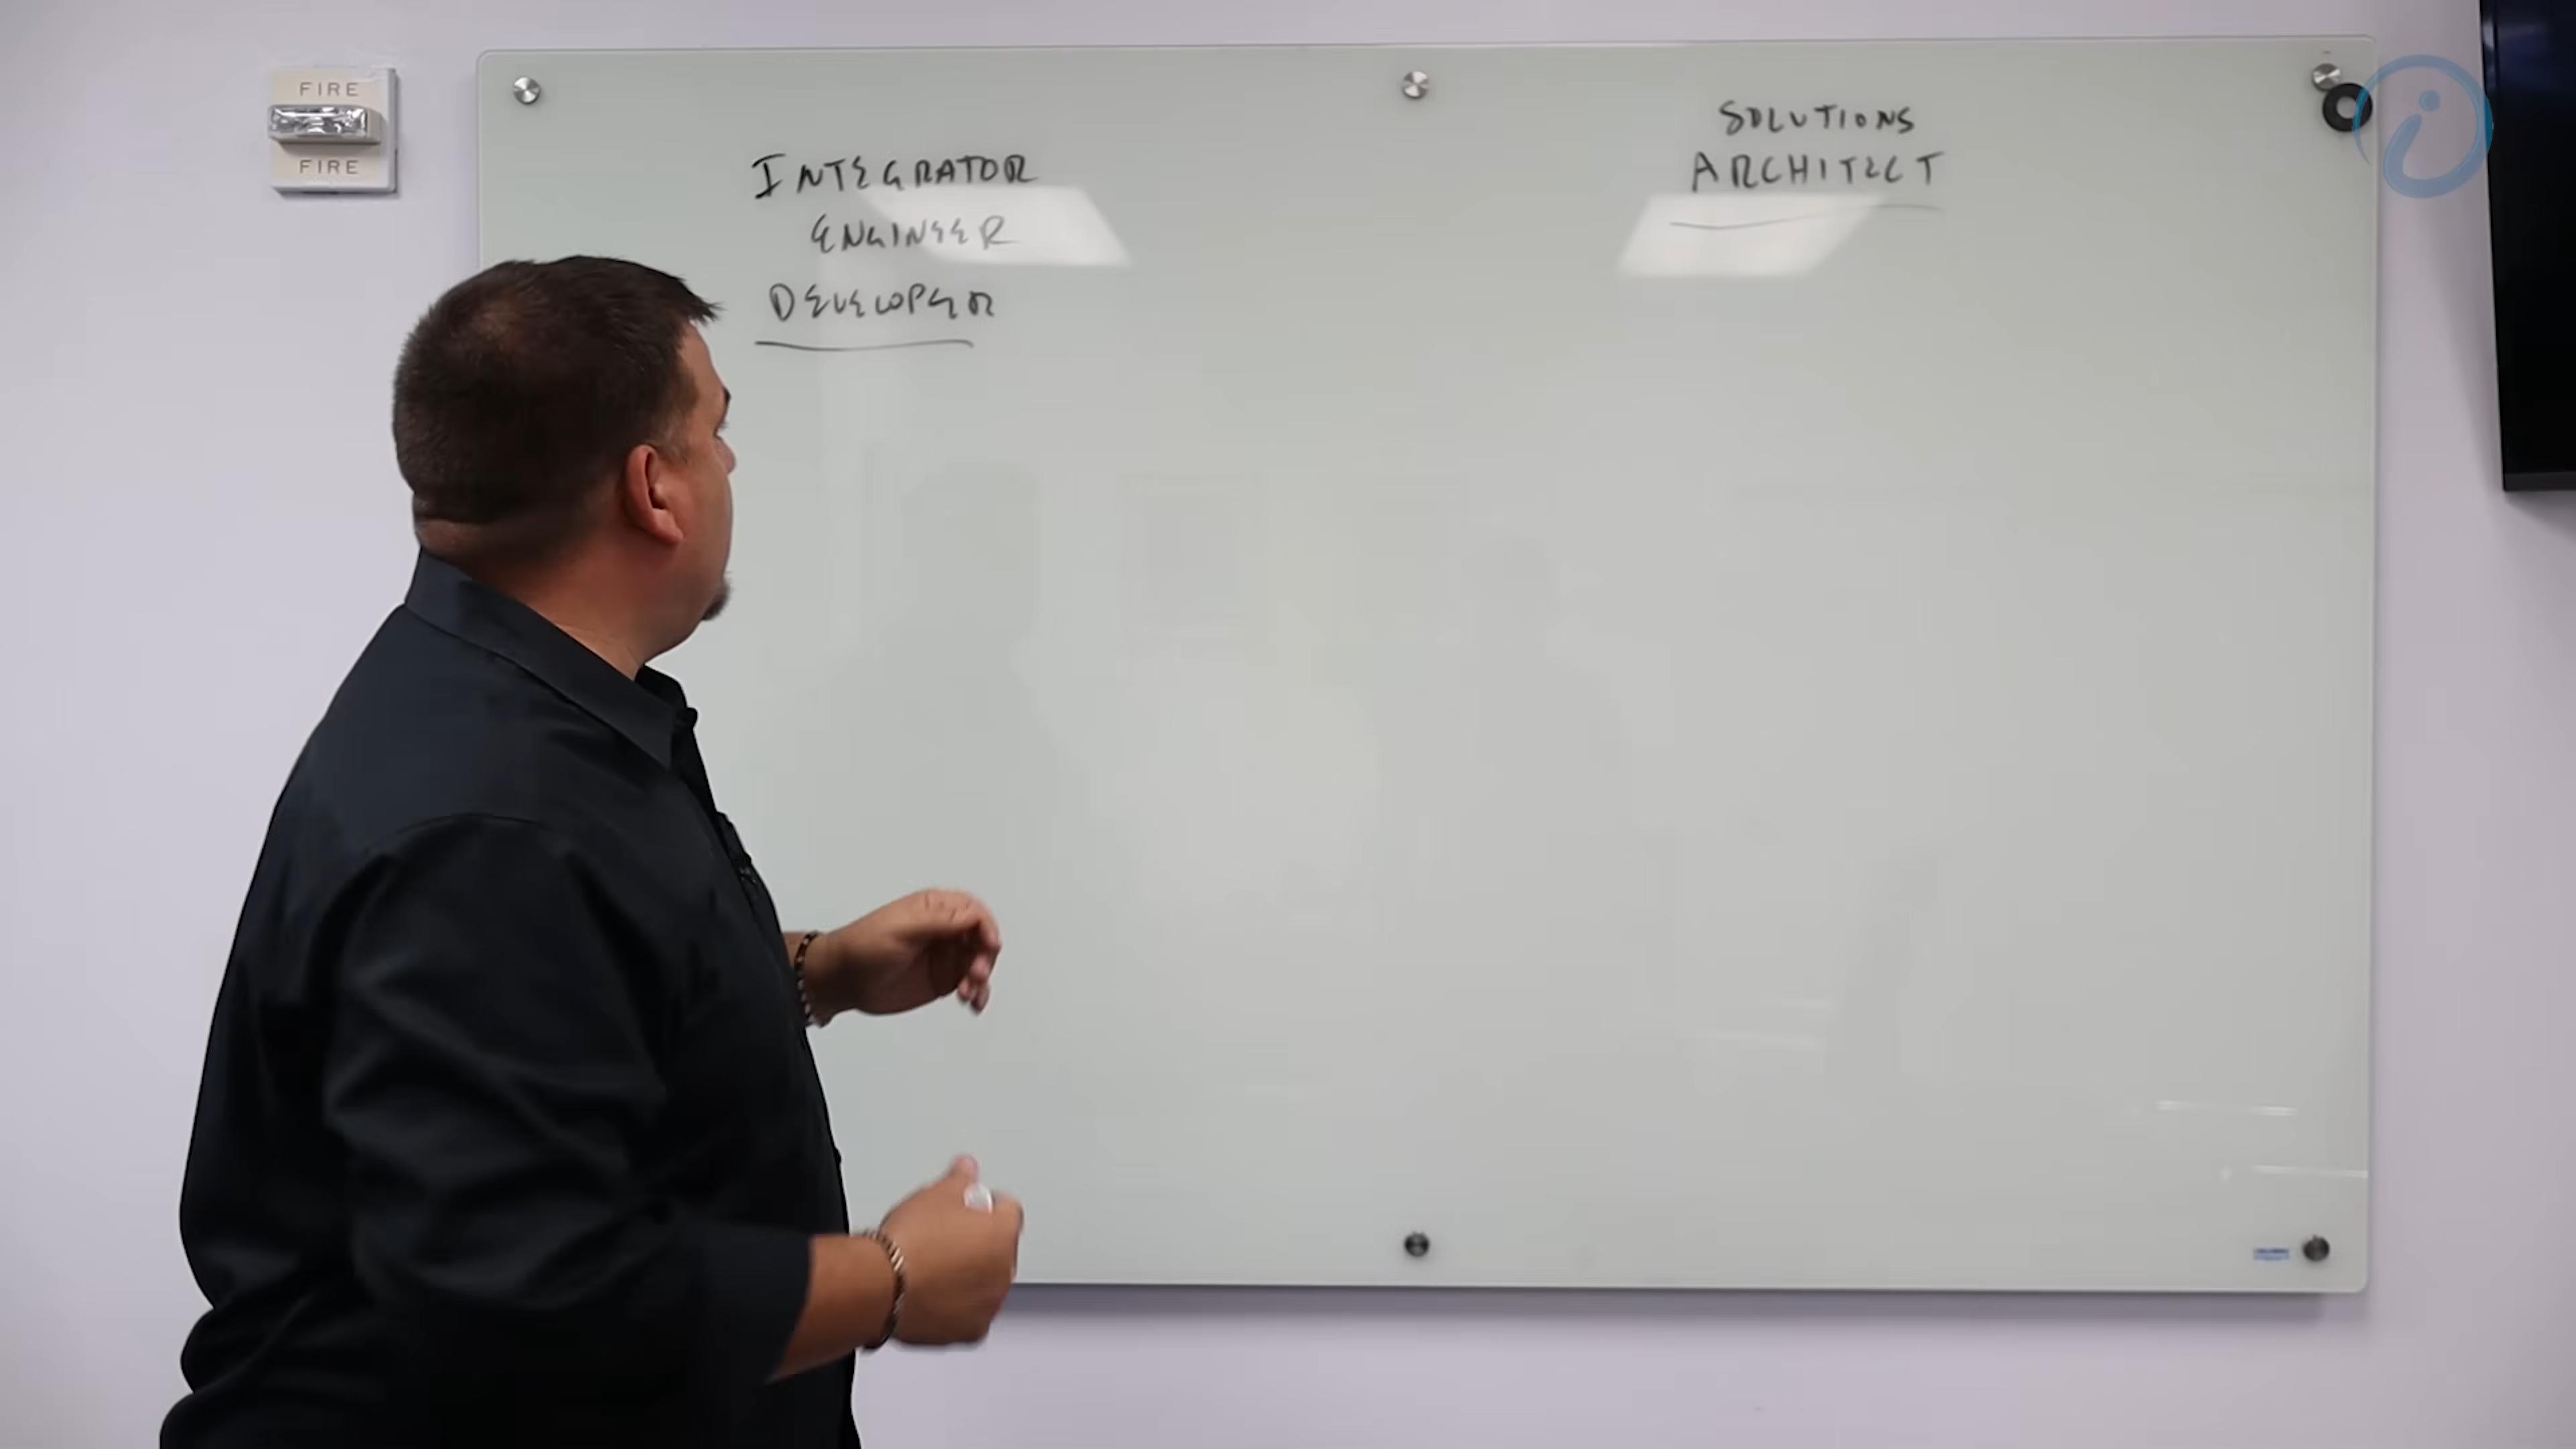 FIRE
FIRE
INTEGRATOR
ENGINEER
DEVELOPER
SOLUTIONS
ARCHITECT
i